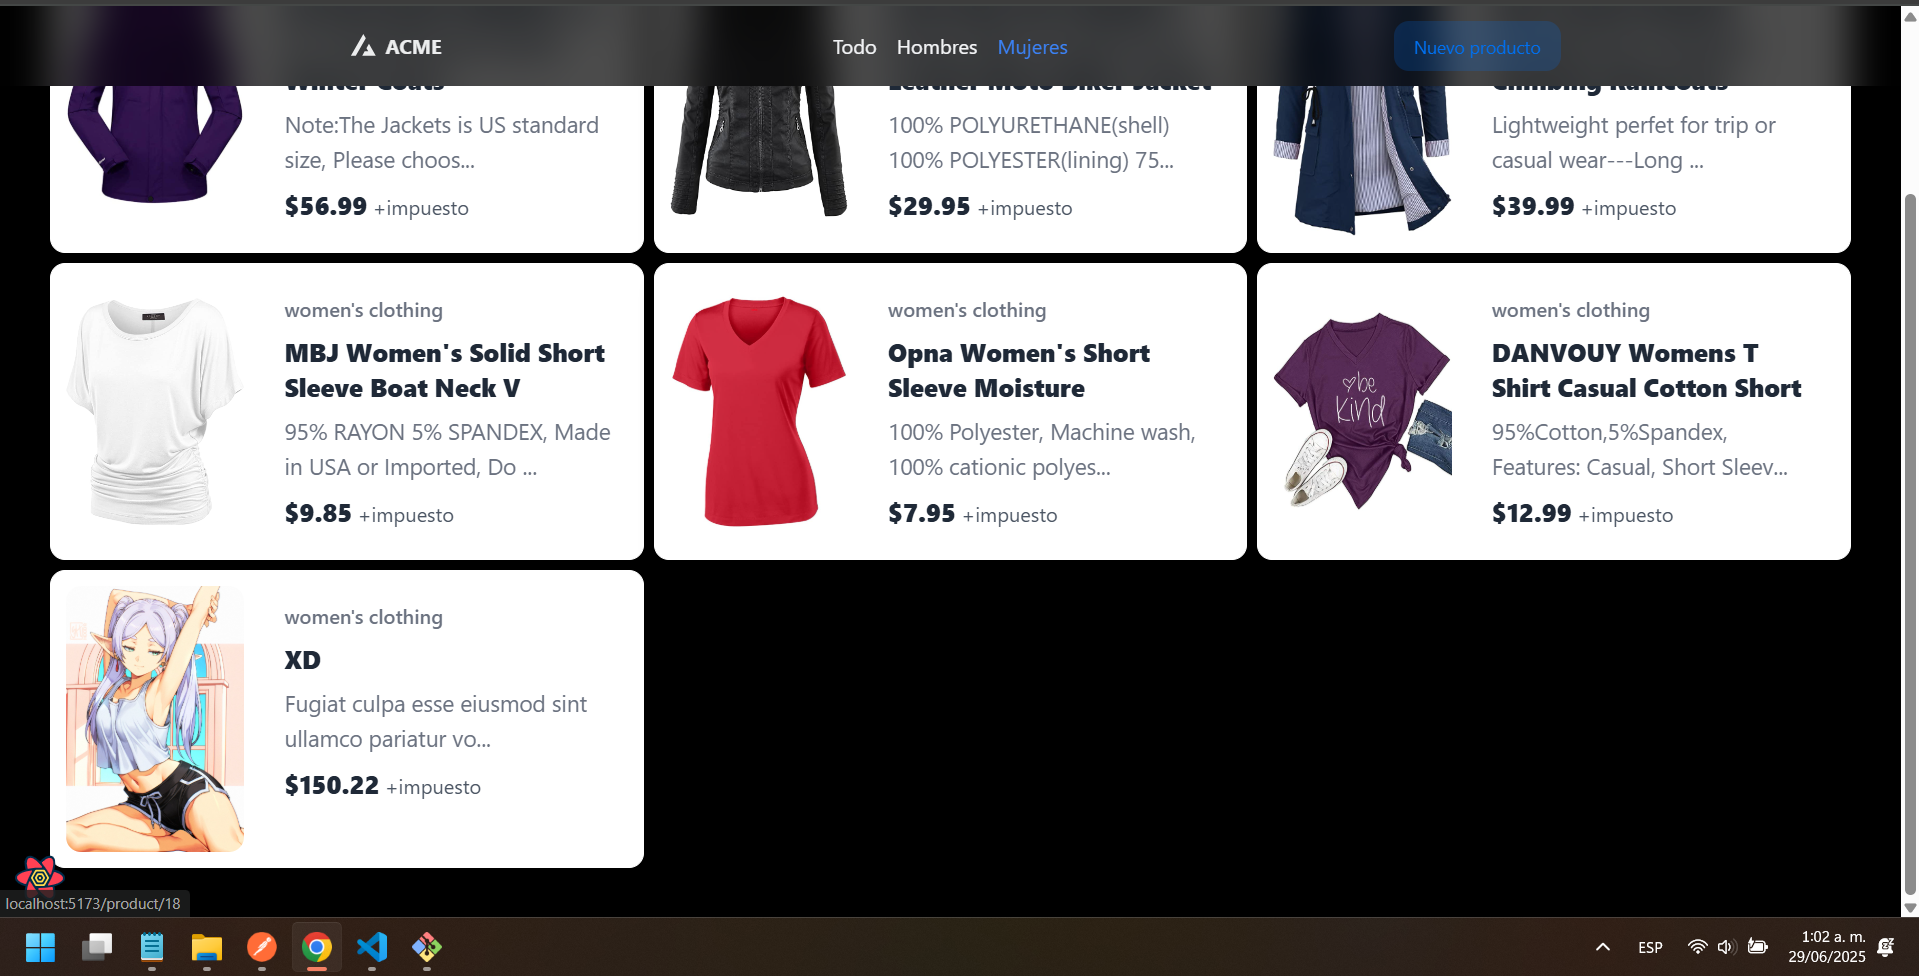 ACME
Todo Hombres Mujeres
Nuevo producto
Winter Coats
Note:The Jackets is US standard
size, Please choos...
$56.99 +impuesto
Leather Moto Biker Jacket
100% POLYURETHANE(shell)
100% POLYESTER(lining) 75...
$29.95 +impuesto
Climbing Raincoats
Lightweight perfet for trip or
casual wear---Long ...
$39.99 +impuesto
women's clothing
MBJ Women's Solid Short
Sleeve Boat Neck V
95% RAYON 5% SPANDEX, Made
in USA or Imported, Do ...
$9.85 +impuesto
women's clothing
Opna Women's Short
Sleeve Moisture
100% Polyester, Machine wash,
100% cationic polyes...
$7.95 +impuesto
be
kind
women's clothing
DANVOUY Womens T
Shirt Casual Cotton Short
95%Cotton,5%Spandex,
Features: Casual, Short Sleev...
$12.99 +impuesto
women's clothing
XD
Fugiat culpa esse eiusmod sint
ullamco pariatur vo...
$150.22 +impuesto
localhost:5173/product/18
ESP
1:02 a. m.
29/06/2025